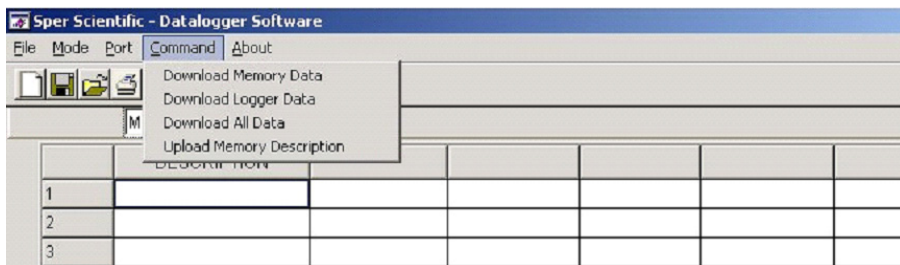 Sper Scientific - Datalogger Software
File Mode Port Command About
Download Memory Data
Download Logger Data
Download All Data
Upload Memory Description
M
DESCRIPTION
1
2
3